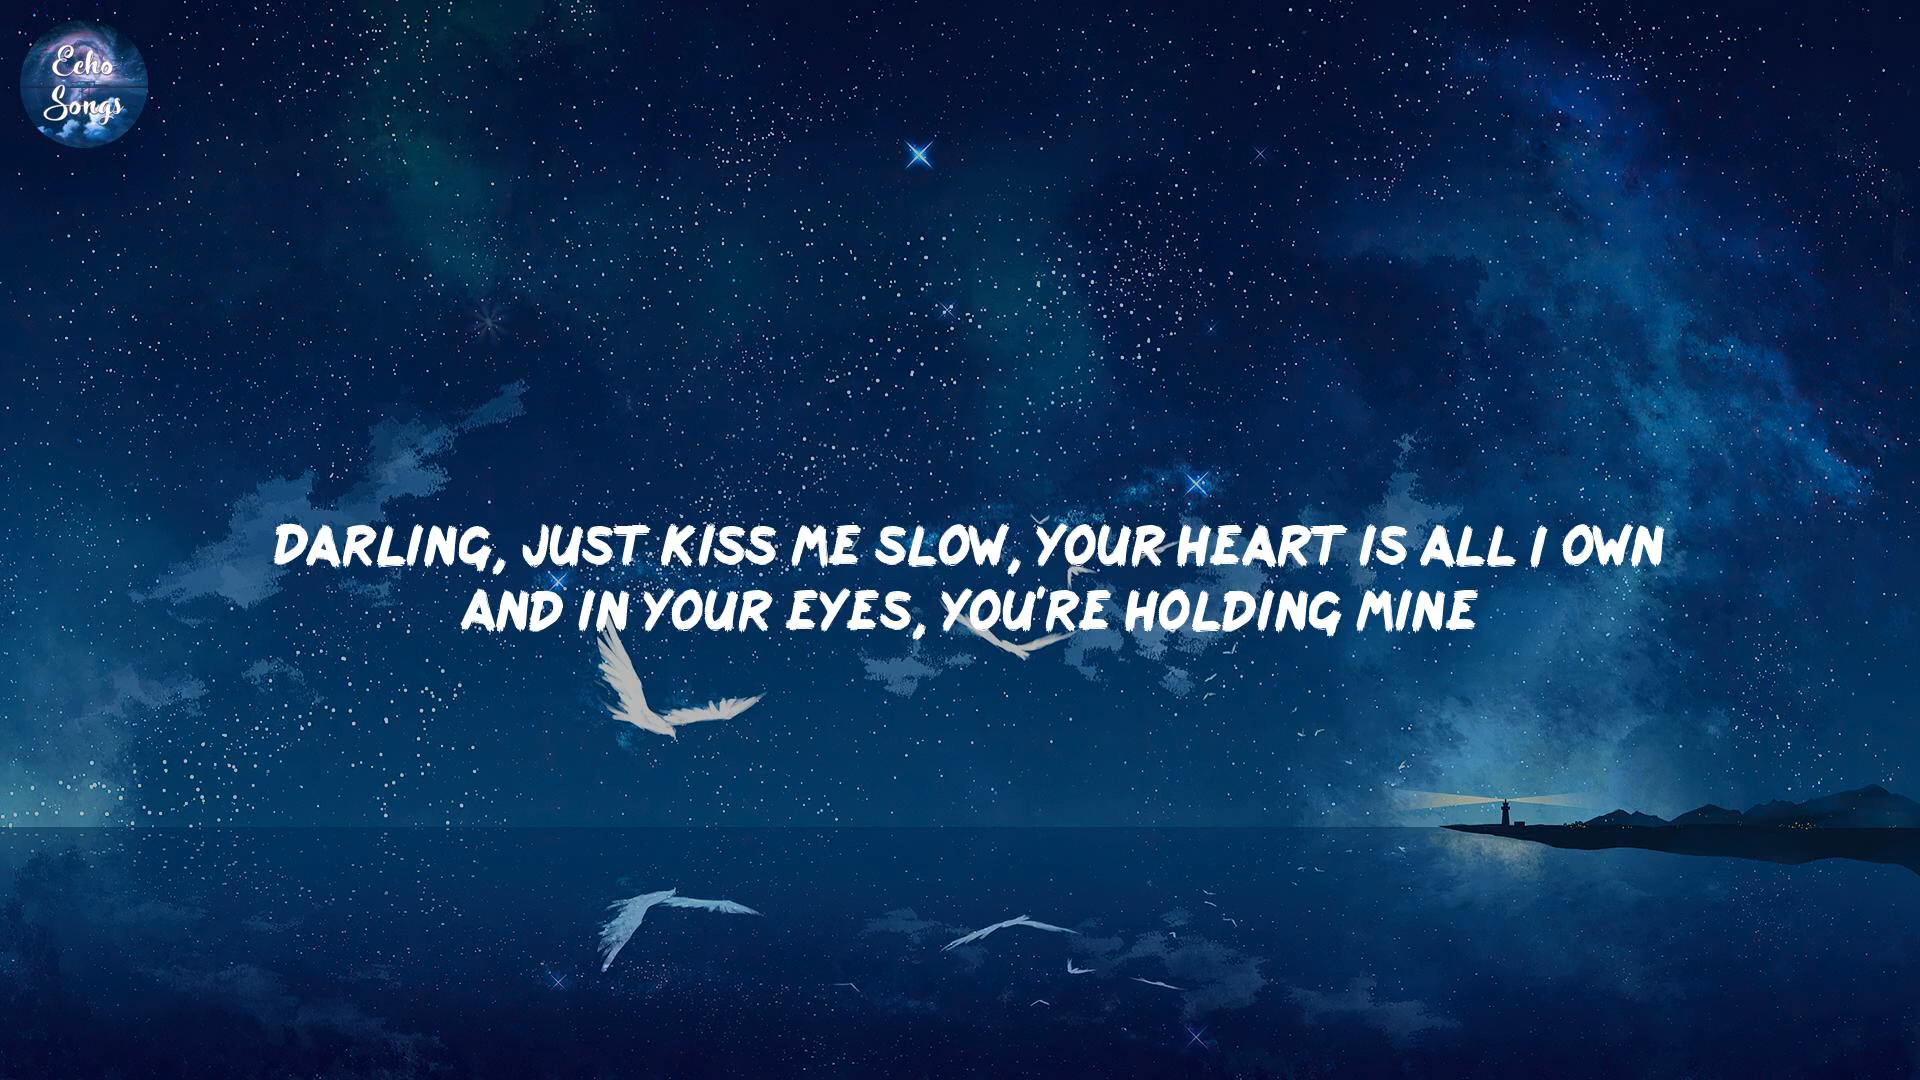 Echo
Songs
DARLING, JUST KISS ME SLOW, YOUR HEART IS ALL I OWN
AND IN YOUR EYES, YOU'RE HOLDING MINE